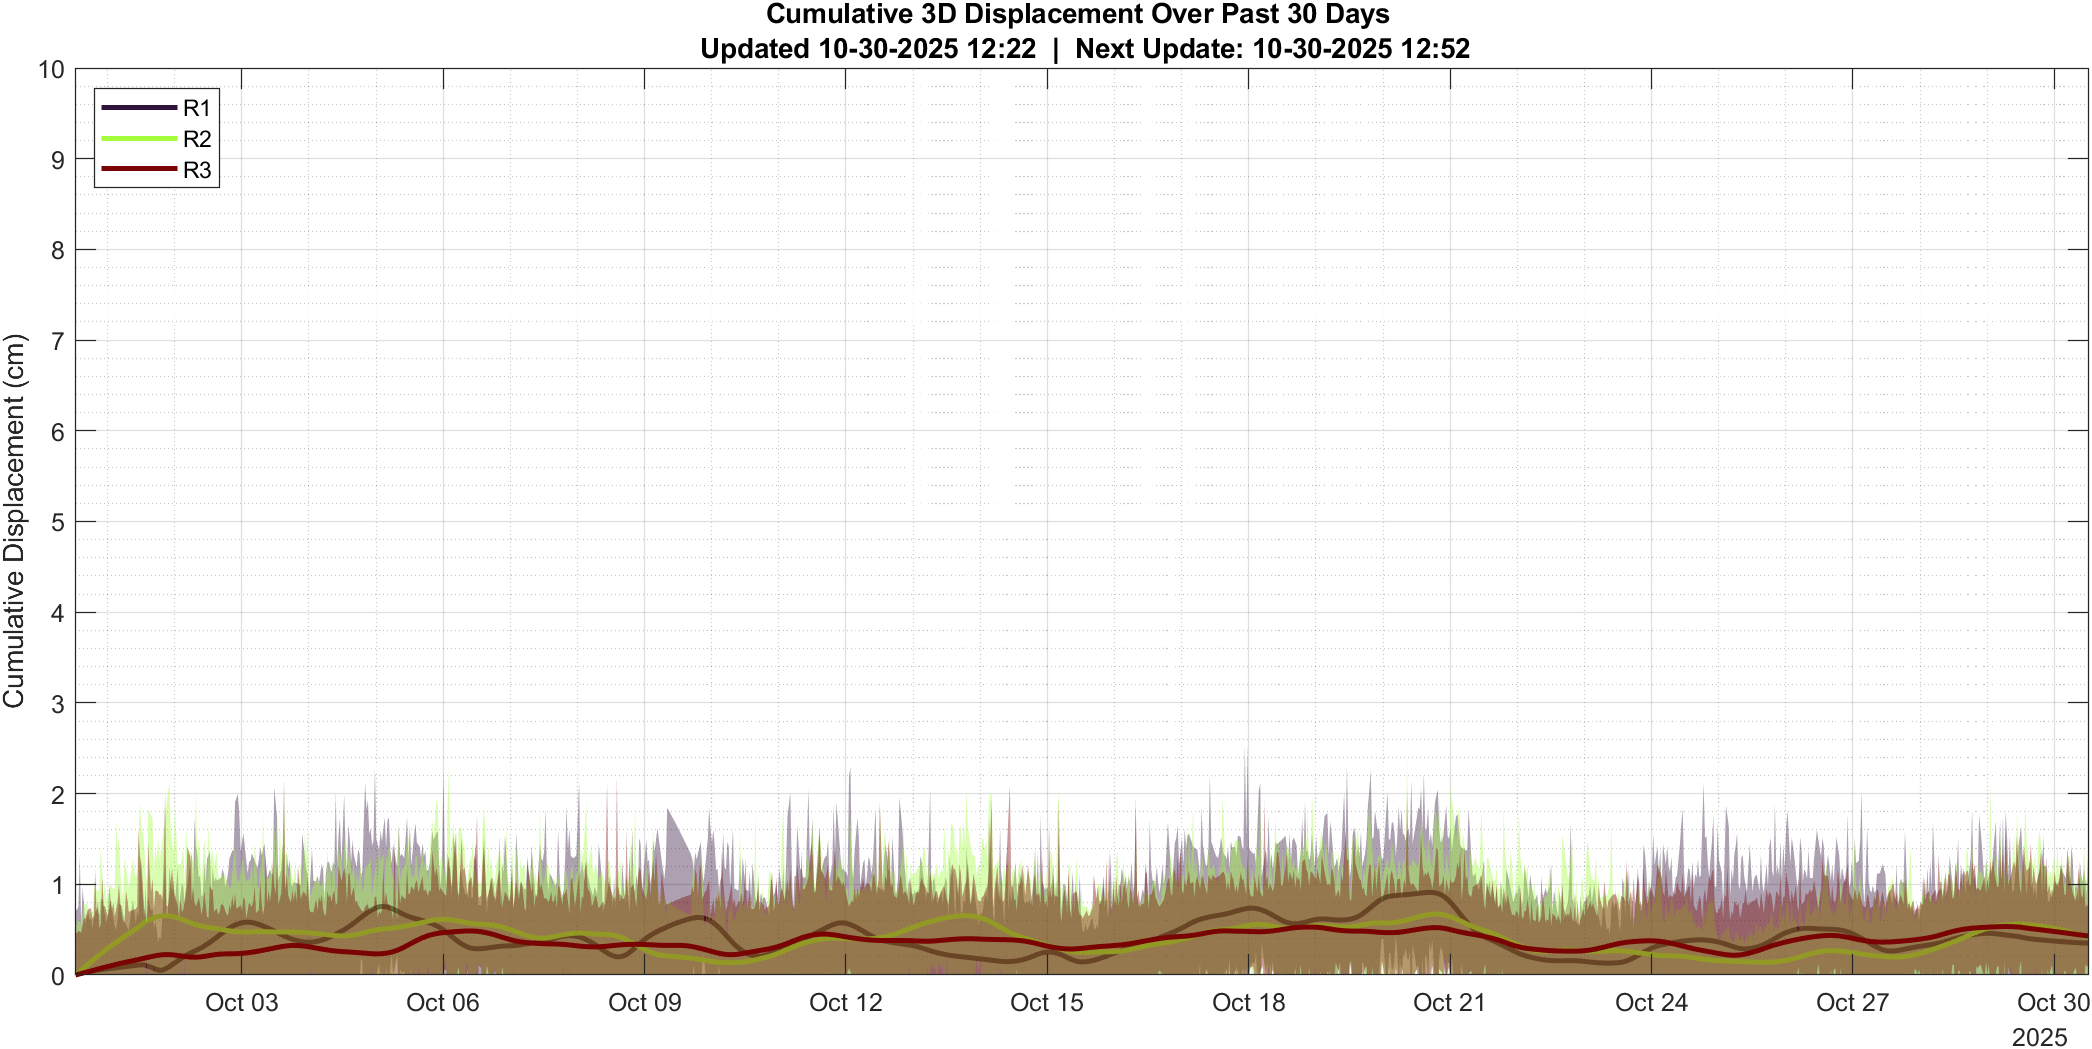 Cumulative 3D Displacement Over Past 30 Days
Updated 10-30-2025 12:22 | Next Update: 10-30-2025 12:52
Cumulative Displacement (cm)
10
9
8
7
6
5
4
3
2
1
0
R1
R2
R3
Oct 03
Oct 06
Oct 09
Oct 12
Oct 15
Oct 18
Oct 21
Oct 24
Oct 27
Oct 30
2025